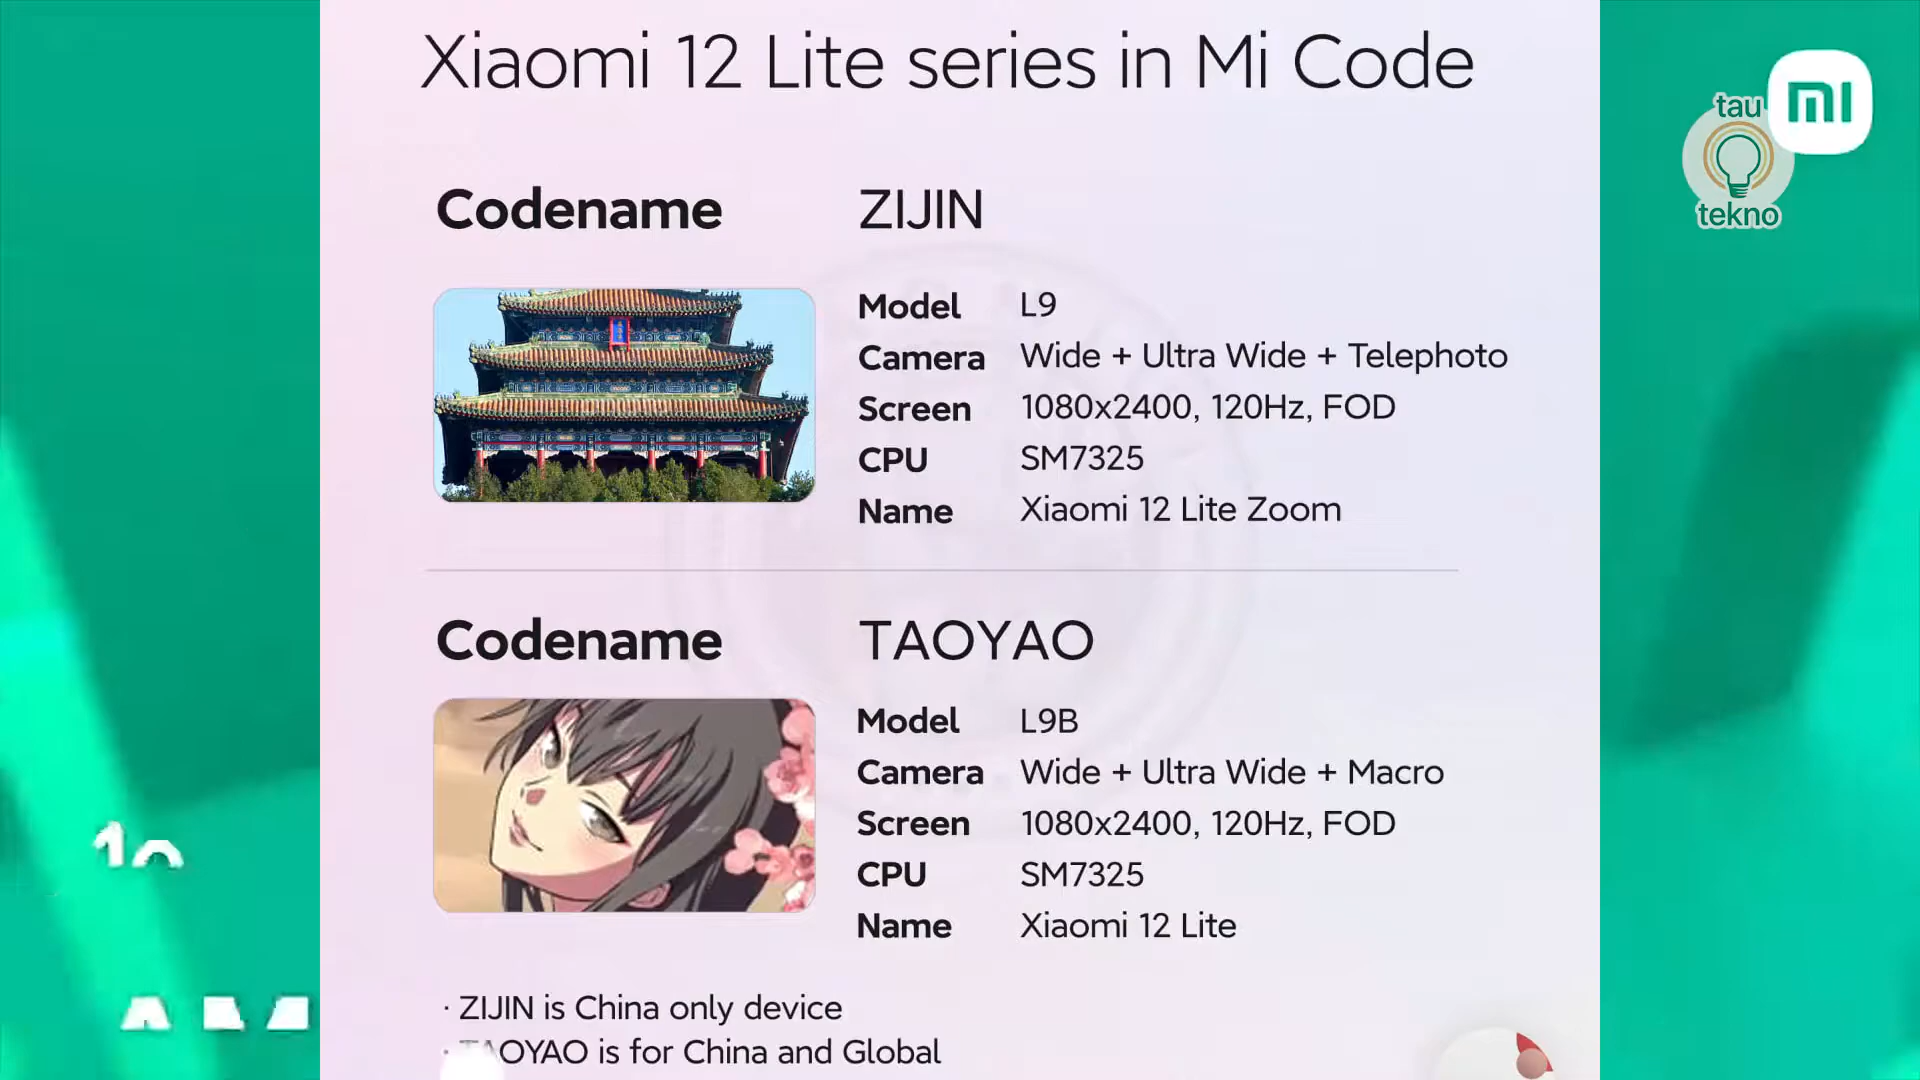 Xiaomi 12 Lite series in Mi Code
tau
mi
tekno
Codename ZIJIN
Model L9
Camera Wide + Ultra Wide + Telephoto
Screen 1080x2400, 120Hz, FOD
CPU SM7325
Name Xiaomi 12 Lite Zoom
Codename TAOYAO
Model L9B
Camera Wide + Ultra Wide + Macro
Screen 1080x2400, 120Hz, FOD
CPU SM7325
Name Xiaomi 12 Lite
· ZIJIN is China only device
· TAOYAO is for China and Global